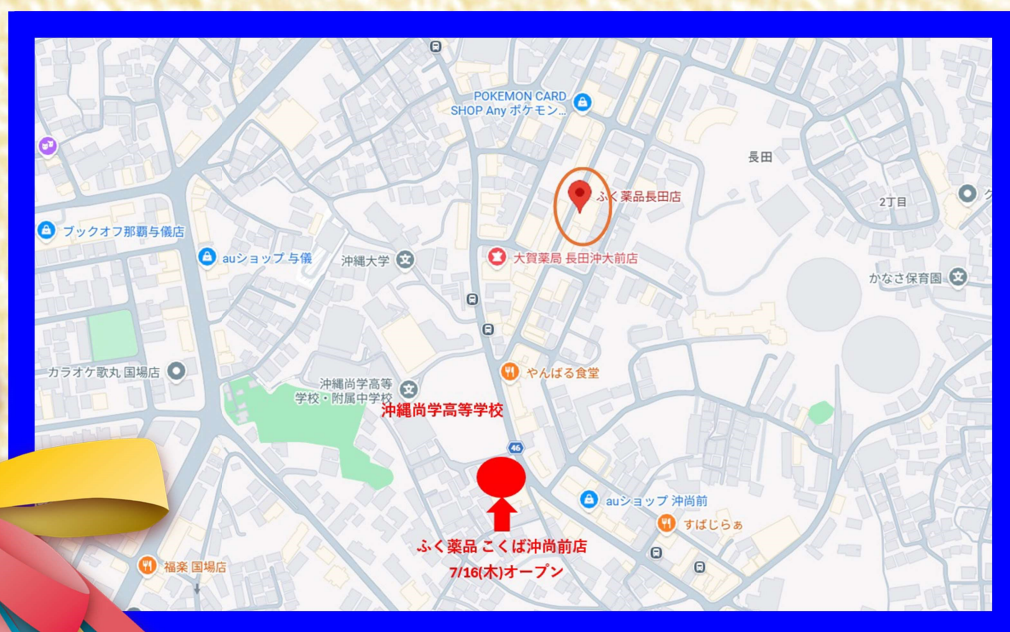 POKEMON CARD
SHOP Any ポケモン...
長田
ふく薬品長田店
2丁目
ブックオフ那覇与儀店
auショップ 与儀
沖縄大学
大賀薬局 長田沖大前店
かなさ保育園
カラオケ歌丸 国場店
やんばる食堂
沖縄尚学高等
学校・附属中学校
沖縄尚学高等学校
46
auショップ 沖尚前
すばじらぁ
ふく薬品 こくば沖尚前店
7/16(木)オープン
福楽 国場店